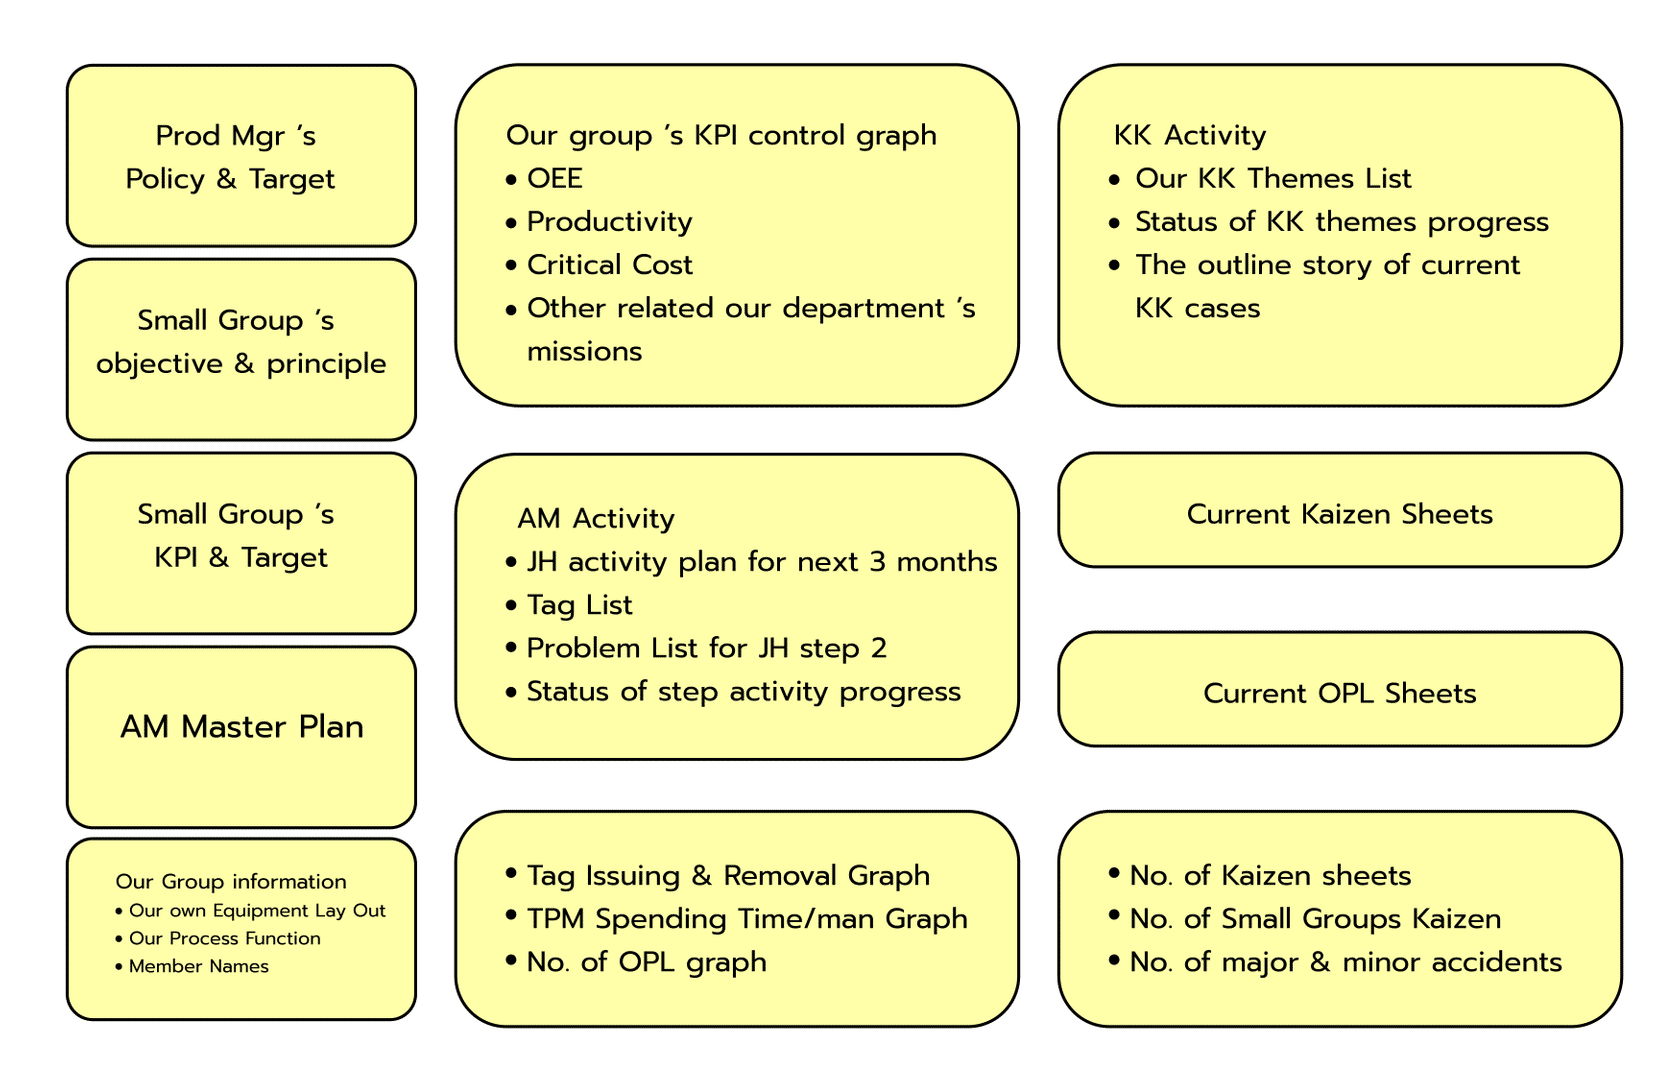 Prod Mgr ’s
Policy & Target
Small Group ’s
objective & principle
Small Group ’s
KPI & Target
AM Master Plan
Our Group information
• Our own Equipment Lay Out
• Our Process Function
• Member Names
Our group ’s KPI control graph
• OEE
• Productivity
• Critical Cost
• Other related our department ’s
missions
AM Activity
• JH activity plan for next 3 months
• Tag List
• Problem List for JH step 2
• Status of step activity progress
• Tag Issuing & Removal Graph
• TPM Spending Time/man Graph
• No. of OPL graph
KK Activity
• Our KK Themes List
• Status of KK themes progress
• The outline story of current
KK cases
Current Kaizen Sheets
Current OPL Sheets
• No. of Kaizen sheets
• No. of Small Groups Kaizen
• No. of major & minor accidents